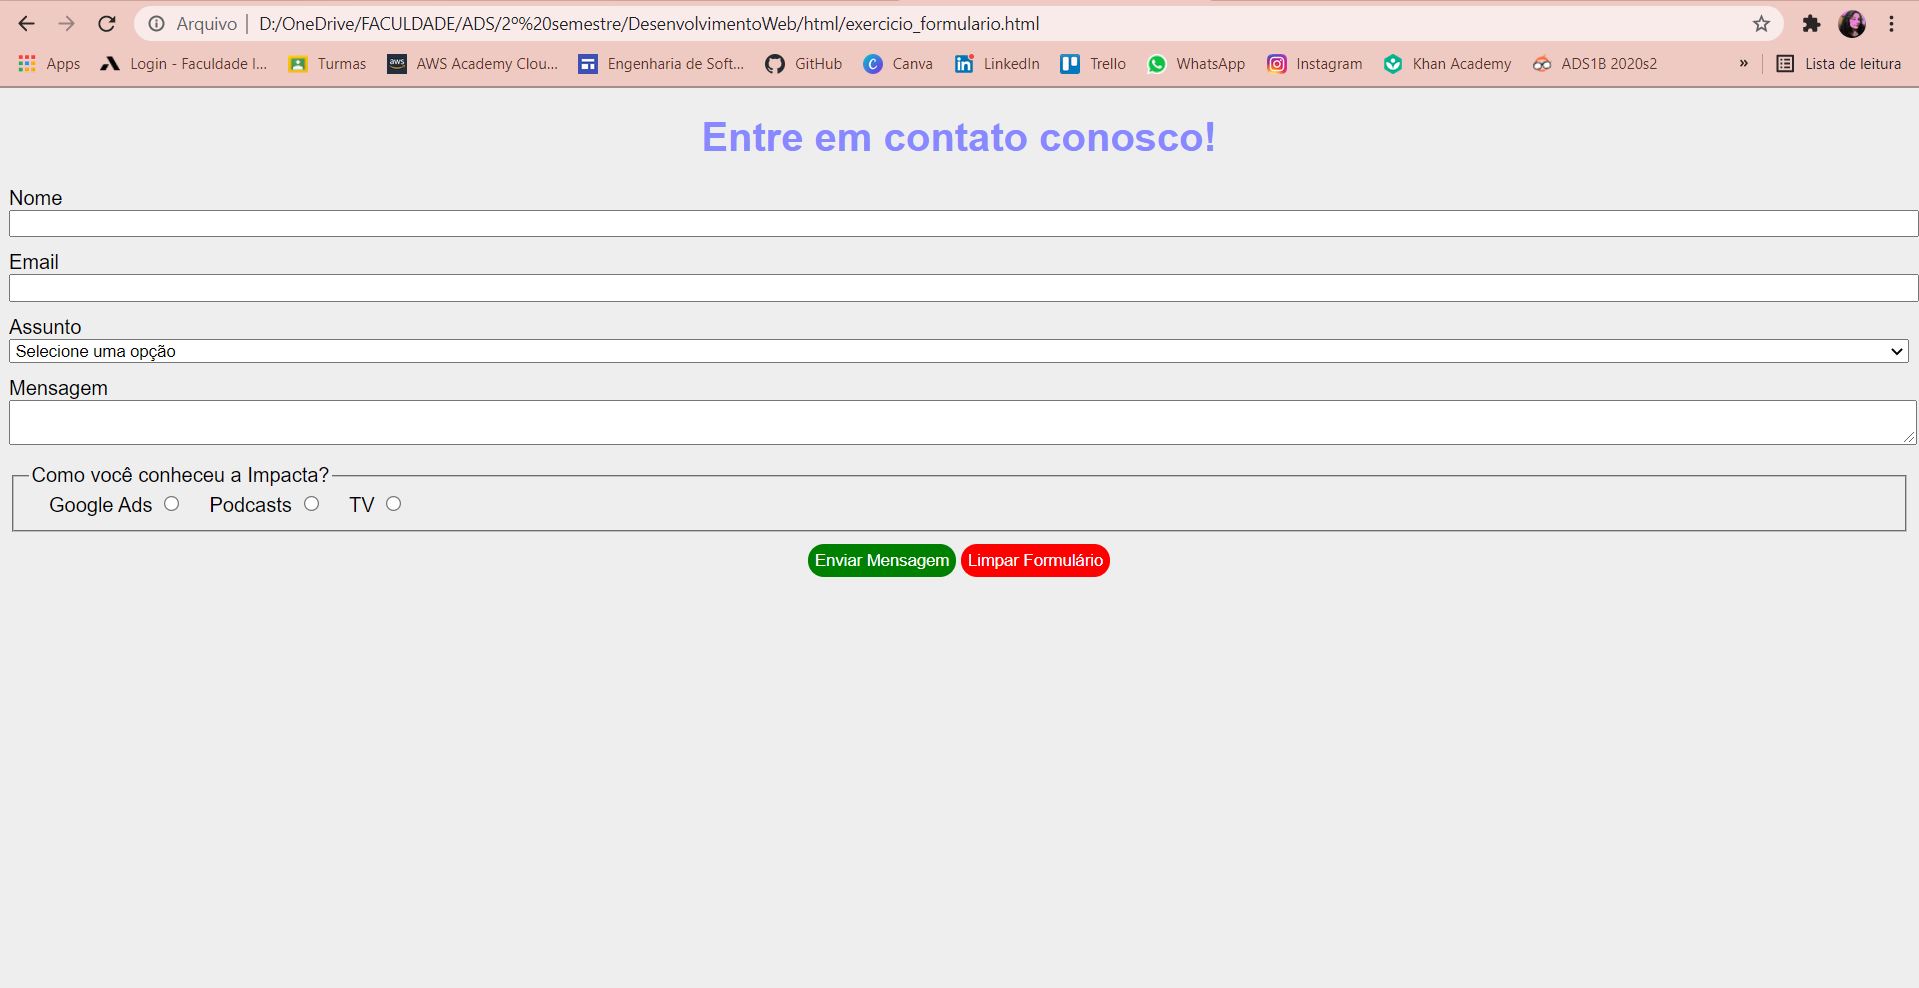 Arquivo | D:/OneDrive/FACULDADE/ADS/2º%20semestre/DesenvolvimentoWeb/html/exercicio_formulario.html
Apps Login - Faculdade I... Turmas aws AWS Academy Clou... Engenharia de Soft... GitHub Canva LinkedIn Trello WhatsApp Instagram Khan Academy ADS1B 2020s2 » Lista de leitura
Entre em contato conosco!
Nome
Email
Assunto
Selecione uma opção
Mensagem
Como você conheceu a Impacta?
Google Ads Podcasts TV
Enviar Mensagem Limpar Formulário